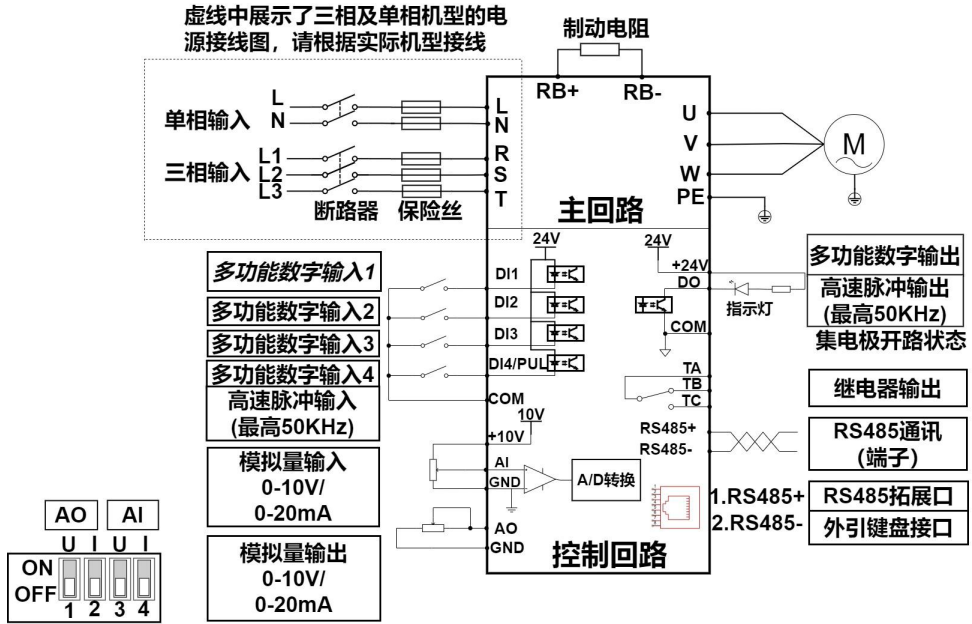 虚线中展示了三相及单相机型的电
源接线图，请根据实际机型接线
制动电阻
RB+
RB-
单相输入
L
N
三相输入
L1
L2
L3
断路器
保险丝
L
N
R
S
T
U
V
W
PE
M
主回路
多功能数字输入1
多功能数字输入2
多功能数字输入3
多功能数字输入4
高速脉冲输入
(最高50KHz)
模拟量输入
0-10V/
0-20mA
模拟量输出
0-10V/
0-20mA
24V
DI1
DI2
DI3
DI4/PUL
COM
10V
+10V
AI
GND
A/D转换
AO
GND
控制回路
24V
+24V
DO
COM
指示灯
TA
TB
TC
RS485+
RS485-
1.RS485+
2.RS485-
多功能数字输出
高速脉冲输出
(最高50KHz)
集电极开路状态
继电器输出
RS485通讯
(端子)
RS485拓展口
外引键盘接口
AO
AI
U I U I
ON
OFF
1 2 3 4